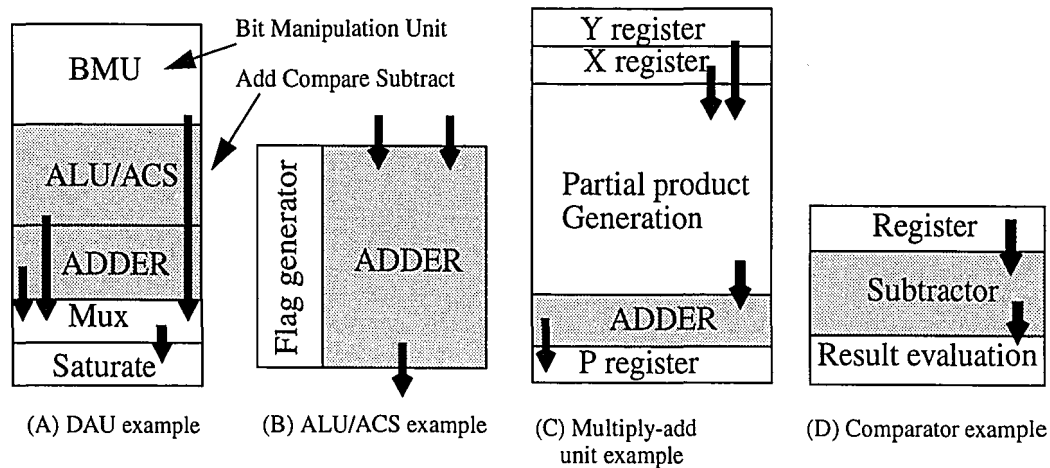 Bit Manipulation Unit
BMU
Add Compare Subtract
ALU/ACS
ADDER
Mux
Saturate
(A) DAU example
Flag generator
ADDER
(B) ALU/ACS example
Y register
X register
Partial product
Generation
ADDER
P register
(C) Multiply-add
unit example
Register
Subtractor
Result evaluation
(D) Comparator example